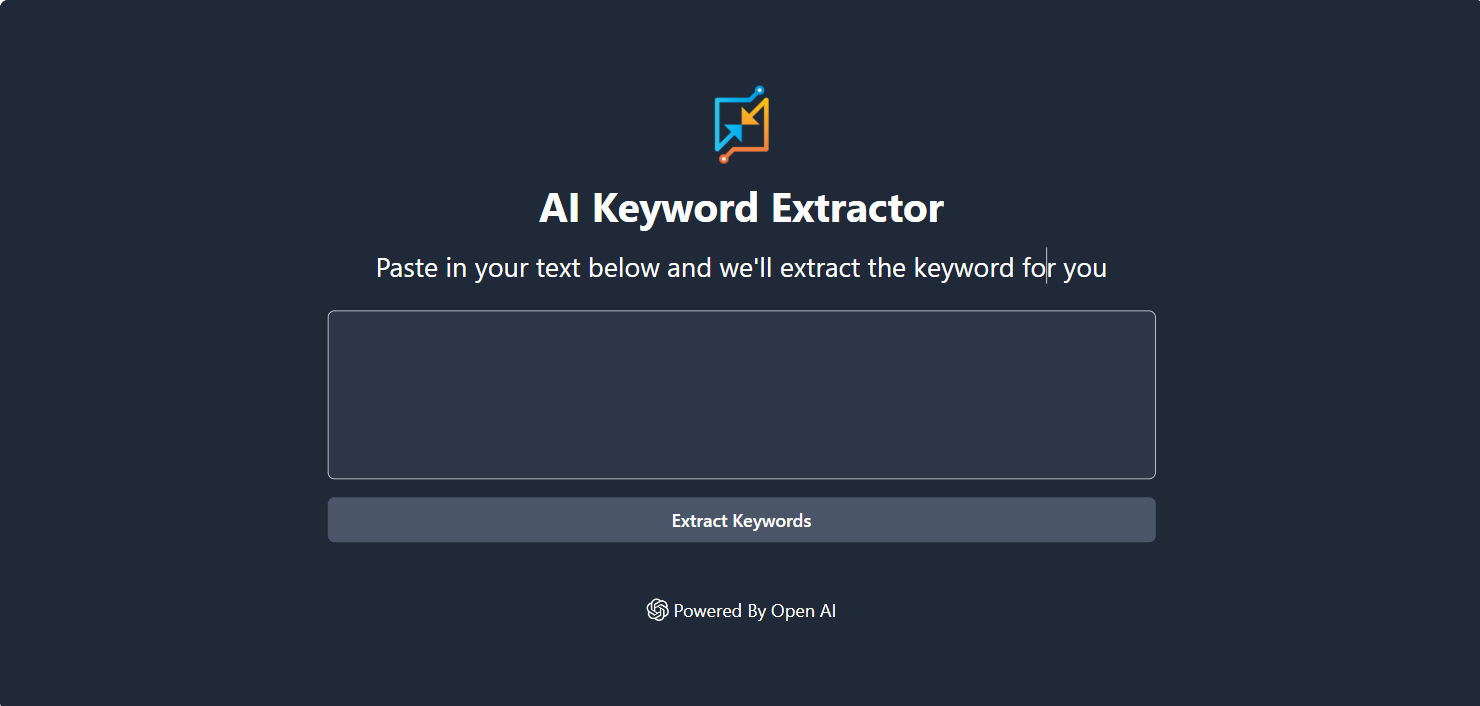 AI Keyword Extractor
Paste in your text below and we'll extract the keyword for you
Extract Keywords
Powered By Open AI